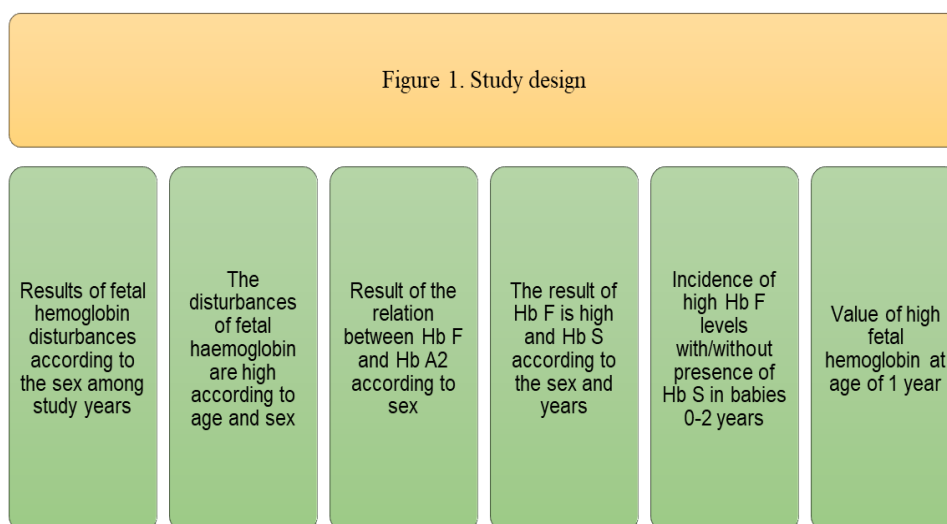 Figure 1. Study design
Results of fetal
hemoglobin
disturbances
according to
the sex among
study years
The
disturbances
of fetal
haemoglobin
are high
according to
age and sex
Result of the
relation
between Hb F
and Hb A2
according to
sex
The result of
Hb F is high
and Hb S
according to
the sex and
years
Incidence of
high Hb F
levels
with/without
presence of
Hb S in babies
0-2 years
Value of high
fetal
hemoglobin at
age of 1 year